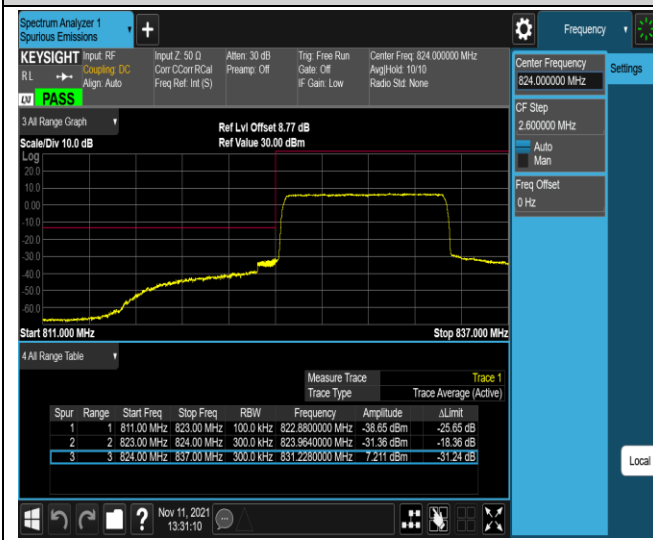 Spectrum Analyzer 1
Spurious Emissions
Frequency
KEYSIGHT
RL
Input: RF
Coupling: DC
Align: Auto
Input Z: 50 Ω
Corr CCorr RCal
Freq Ref: Int (S)
Atten: 30 dB
Preamp: Off
Trig: Free Run
Gate: Off
IF Gain: Low
Center Freq: 824.000000 MHz
Avg|Hold: 10/10
Radio Std: None
LNI PASS
Center Frequency
824.000000 MHz
Settings
CF Step
2.600000 MHz
Auto
Man
Freq Offset
0 Hz
3 All Range Graph
Scale/Div 10.0 dB
Ref Lvl Offset 8.77 dB
Ref Value 30.00 dBm
Log
20.0
10.0
0.00
-10.0
-20.0
-30.0
-40.0
-50.0
-60.0
Start 811.000 MHz
Stop 837.000 MHz
4 All Range Table
Measure Trace Trace 1
Trace Type Trace Average (Active)
Spur Range Start Freq Stop Freq RBW Frequency Amplitude ΔLimit
1 1 811.00 MHz 823.00 MHz 100.0 kHz 822.8800000 MHz -38.65 dBm -25.65 dB
2 2 823.00 MHz 824.00 MHz 300.0 kHz 823.9640000 MHz -31.36 dBm -18.36 dB
3 3 824.00 MHz 837.00 MHz 300.0 kHz 831.2280000 MHz 7.211 dBm -31.24 dB
Local
?
Nov 11, 2021
13:31:10